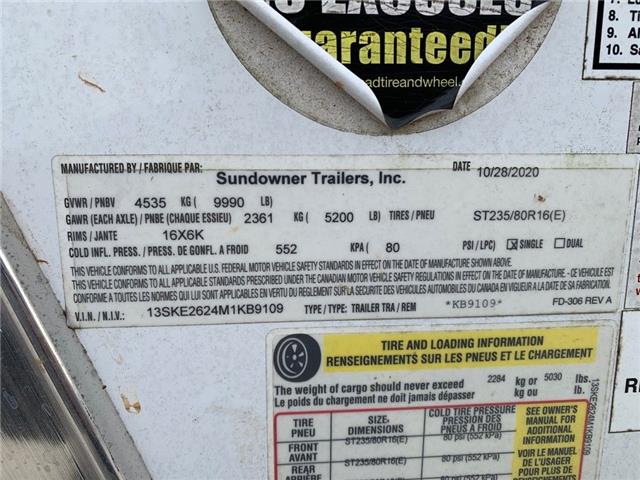 guaranteed!
adtireandwheel.
8. T
9. Al
10. Sa
MANUFACTURED BY / FABRIQUE PAR:
Sundowner Trailers, Inc.
DATE 10/28/2020
GVWR / PNBV 4535 KG ( 9990 LB)
GAWR (EACH AXLE) / PNBE (CHAQUE ESSIEU) 2361 KG ( 5200 LB) TIRES / PNEU ST235/80R16(E)
RIMS / JANTE 16X6K
COLD INFL. PRESS. / PRESS. DE GONFL. A FROID 552 KPA ( 80 PSI / LPC) ☒ SINGLE ☐ DUAL
THIS VEHICLE CONFORMS TO ALL APPLICABLE U.S. FEDERAL MOTOR VEHICLE SAFETY STANDARDS IN EFFECT ON THE DATE OF MANUFACTURE SHOWN ABOVE.
THIS VEHICLE CONFORMS TO ALL APPLICABLE STANDARDS PRESCRIBED UNDER THE CANADIAN MOTOR VEHICLE SAFETY REGULATIONS IN EFFECT ON THE DATE OF MANUFACTURE - CE VÉHICULE EST
CONFORME A TOUTES LES NORMES QUI LUI SONT APPLICABLES EN VERTU DU REGLEMENT SUR LA SECURITE DES VEHICULES AUTOMOBILES DU CANADA EN VIGUEUR A LA DATE DE SA FABRICATION
V.I.N. / N.I.V.: 13SKE2624M1KB9109 TYPE / TYPE: TRAILER TRA / REM *KB9109* FD-306 REV A
TIRE AND LOADING INFORMATION
RENSEIGNEMENTS SUR LES PNEUS ET LE CHARGEMENT
The weight of cargo should never exceed 2284 kg or 5030 lbs.
Le poids du chargement ne doit jamais dépasser kg ou lb.
13SKE2624M1KB9109
TIRE
PNEU
SIZE
DIMENSIONS
COLD TIRE PRESSURE
PRESSION DES
PNEUS A FROID
FRONT
AVANT
ST235/80R16(E)
80 psi (552 kPa)
REAR
ARRIÈRE
ST235/80R16(E)
80 psi (552 kPa)
SEE OWNER'S
MANUAL FOR
ADDITIONAL
INFORMATION
VOIR LE MANUEL
DE L'USAGER
POUR PLUS DE